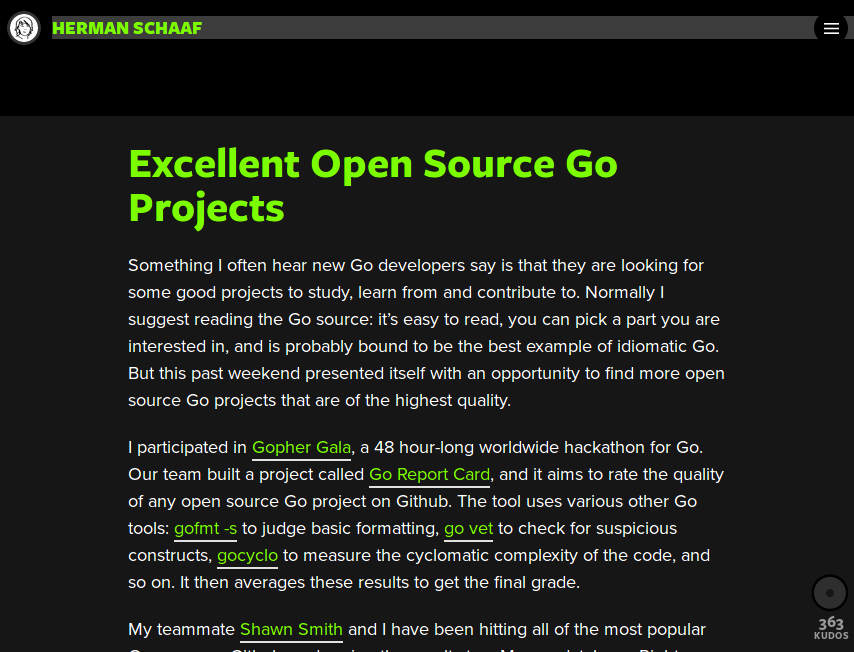 HERMAN SCHAAF
Excellent Open Source Go
Projects
Something I often hear new Go developers say is that they are looking for
some good projects to study, learn from and contribute to. Normally I
suggest reading the Go source: it’s easy to read, you can pick a part you are
interested in, and is probably bound to be the best example of idiomatic Go.
But this past weekend presented itself with an opportunity to find more open
source Go projects that are of the highest quality.
I participated in Gopher Gala, a 48 hour-long worldwide hackathon for Go.
Our team built a project called Go Report Card, and it aims to rate the quality
of any open source Go project on Github. The tool uses various other Go
tools: gofmt -s to judge basic formatting, go vet to check for suspicious
constructs, gocyclo to measure the cyclomatic complexity of the code, and
so on. It then averages these results to get the final grade.
My teammate Shawn Smith and I have been hitting all of the most popular
363
KUDOS